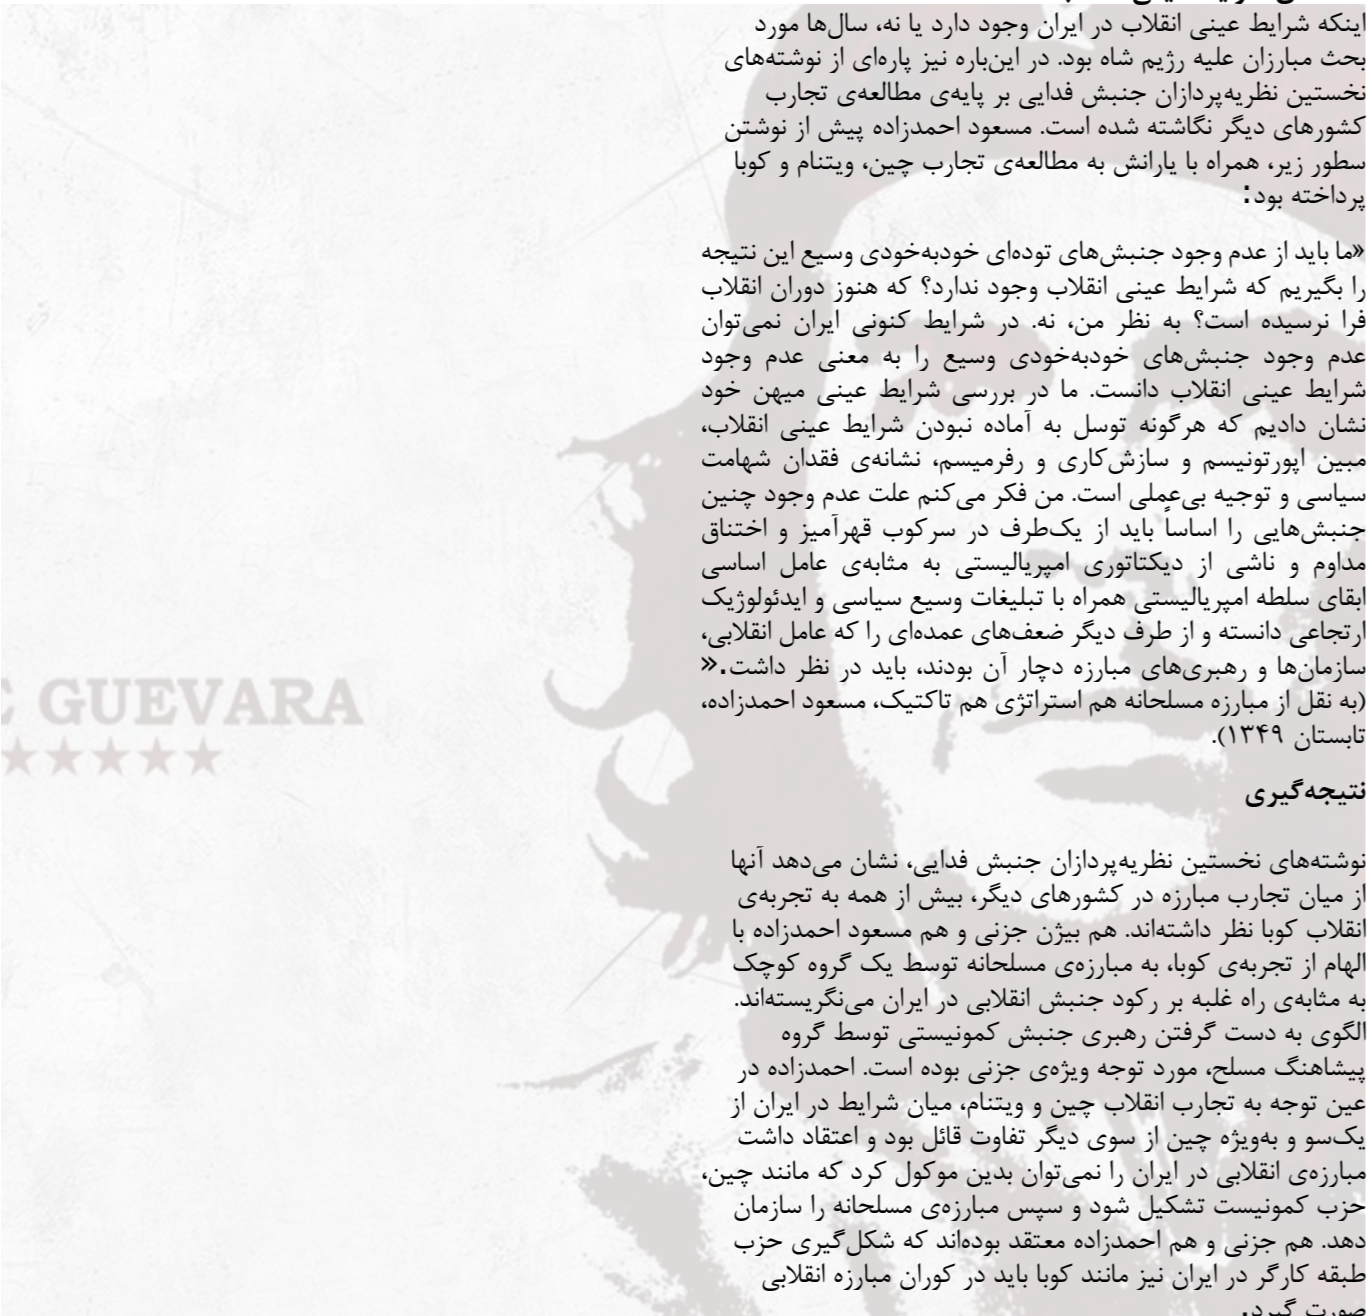 اینکه شرایط عینی انقلاب در ایران وجود دارد یا نه، سال‌ها مورد
بحث مبارزان علیه رژیم شاه بود. در این‌باره نیز پاره‌ای از نوشته‌های
نخستین نظریه‌پردازان جنبش فدایی بر پایه‌ی مطالعه‌ی تجارب
کشورهای دیگر نگاشته شده است. مسعود احمدزاده پیش از نوشتن
سطور زیر، همراه با یارانش به مطالعه‌ی تجارب چین، ویتنام و کوبا
پرداخته بود:
«ما باید از عدم وجود جنبش‌های توده‌ای خودبه‌خودی وسیع این نتیجه
را بگیریم که شرایط عینی انقلاب وجود ندارد؟ که هنوز دوران انقلاب
فرا نرسیده است؟ به نظر من، نه. در شرایط کنونی ایران نمی‌توان
عدم وجود جنبش‌های خودبه‌خودی وسیع را به معنی عدم وجود
شرایط عینی انقلاب دانست. ما در بررسی شرایط عینی میهن خود
نشان دادیم که هرگونه توسل به آماده نبودن شرایط عینی انقلاب،
مبین اپورتونیسم و سازش‌کاری و رفرمیسم، نشانه‌ی فقدان شهامت
سیاسی و توجیه بی‌عملی است. من فکر می‌کنم علت عدم وجود چنین
جنبش‌هایی را اساساً باید از یک‌طرف در سرکوب قهرآمیز و اختناق
مداوم و ناشی از دیکتاتوری امپریالیستی به مثابه‌ی عامل اساسی
ابقای سلطه امپریالیستی همراه با تبلیغات وسیع سیاسی و ایدئولوژیک
ارتجاعی دانسته و از طرف دیگر ضعف‌های عمده‌ای را که عامل انقلابی،
سازمان‌ها و رهبری‌های مبارزه دچار آن بودند، باید در نظر داشت.»
(به نقل از مبارزه مسلحانه هم استراتژی هم تاکتیک، مسعود احمدزاده،
تابستان ۱۳۴۹).
نتیجه‌گیری
نوشته‌های نخستین نظریه‌پردازان جنبش فدایی، نشان می‌دهد آنها
از میان تجارب مبارزه در کشورهای دیگر، بیش از همه به تجربه‌ی
انقلاب کوبا نظر داشته‌اند. هم بیژن جزنی و هم مسعود احمدزاده با
الهام از تجربه‌ی کوبا، به مبارزه‌ی مسلحانه توسط یک گروه کوچک
به مثابه‌ی راه غلبه بر رکود جنبش انقلابی در ایران می‌نگریسته‌اند.
الگوی به دست گرفتن رهبری جنبش کمونیستی توسط گروه
پیشاهنگ مسلح، مورد توجه ویژه‌ی جزنی بوده است. احمدزاده در
عین توجه به تجارب انقلاب چین و ویتنام، میان شرایط در ایران از
یک‌سو و به‌ویژه چین از سوی دیگر تفاوت قائل بود و اعتقاد داشت
مبارزه‌ی انقلابی در ایران را نمی‌توان بدین موکول کرد که مانند چین،
حزب کمونیست تشکیل شود و سپس مبارزه‌ی مسلحانه را سازمان
دهد. هم جزنی و هم احمدزاده معتقد بوده‌اند که شکل‌گیری حزب
طبقه کارگر در ایران نیز مانند کوبا باید در کوران مبارزه انقلابی
صورت گیرد.
GUEVARA